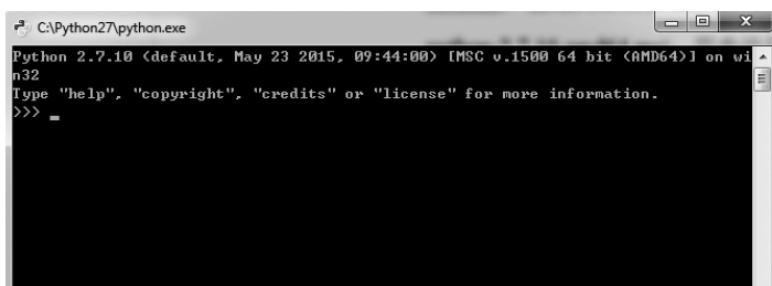 C:\Python27\python.exe
Python 2.7.10 (default, May 23 2015, 09:44:00) [MSC v.1500 64 bit (AMD64)] on wi
n32
Type "help", "copyright", "credits" or "license" for more information.
>>> _